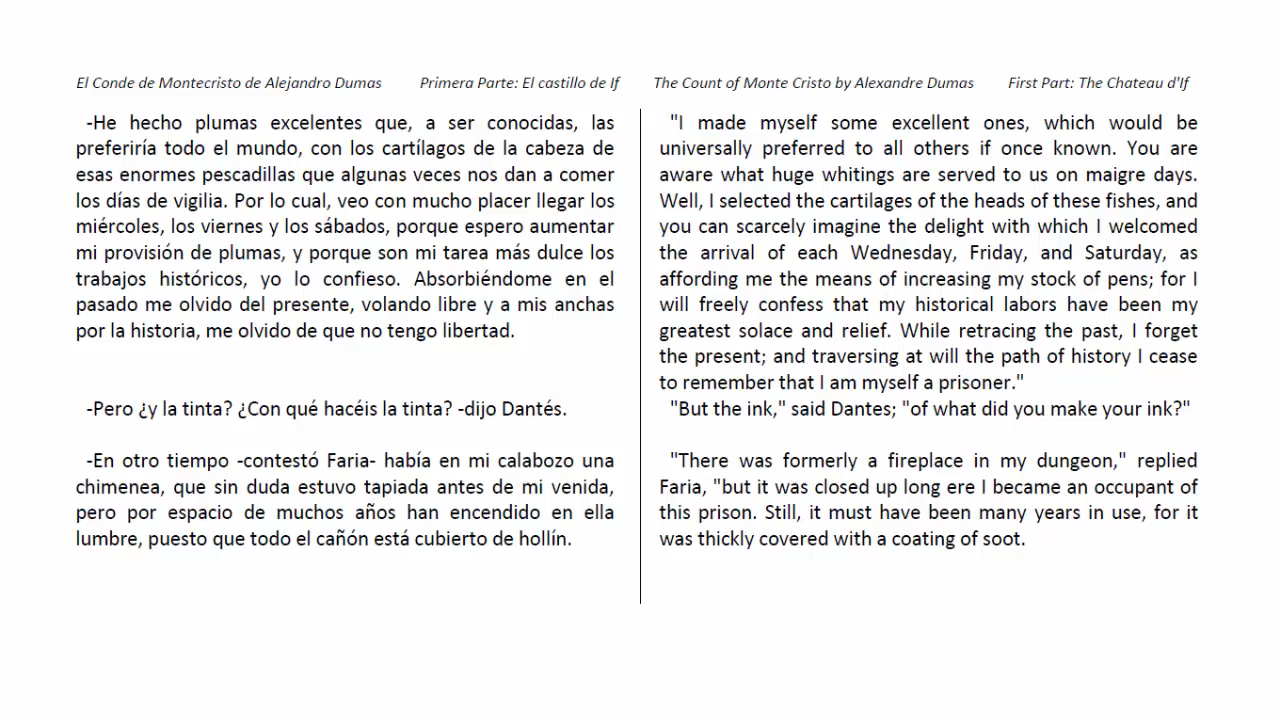 El Conde de Montecristo de Alejandro Dumas Primera Parte: El castillo de If
-He hecho plumas excelentes que, a ser conocidas, las
preferiría todo el mundo, con los cartílagos de la cabeza de
esas enormes pescadillas que algunas veces nos dan a comer
los días de vigilia. Por lo cual, veo con mucho placer llegar los
miércoles, los viernes y los sábados, porque espero aumentar
mi provisión de plumas, y porque son mi tarea más dulce los
trabajos históricos, yo lo confieso. Absorbiéndome en el
pasado me olvido del presente, volando libre y a mis anchas
por la historia, me olvido de que no tengo libertad.
-Pero ¿y la tinta? ¿Con qué hacéis la tinta? -dijo Dantés.
-En otro tiempo -contestó Faria- había en mi calabozo una
chimenea, que sin duda estuvo tapiada antes de mi venida,
pero por espacio de muchos años han encendido en ella
lumbre, puesto que todo el cañón está cubierto de hollín.
The Count of Monte Cristo by Alexandre Dumas First Part: The Chateau d'If
"I made myself some excellent ones, which would be
universally preferred to all others if once known. You are
aware what huge whitings are served to us on maigre days.
Well, I selected the cartilages of the heads of these fishes, and
you can scarcely imagine the delight with which I welcomed
the arrival of each Wednesday, Friday, and Saturday, as
affording me the means of increasing my stock of pens; for I
will freely confess that my historical labors have been my
greatest solace and relief. While retracing the past, I forget
the present; and traversing at will the path of history I cease
to remember that I am myself a prisoner."
"But the ink," said Dantes; "of what did you make your ink?"
"There was formerly a fireplace in my dungeon," replied
Faria, "but it was closed up long ere I became an occupant of
this prison. Still, it must have been many years in use, for it
was thickly covered with a coating of soot.